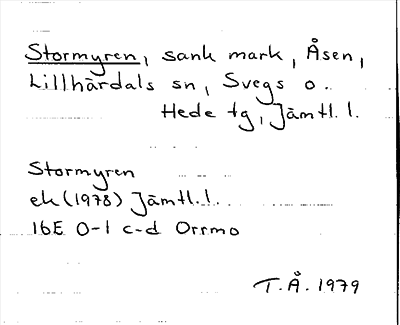 Stormyren, sank mark, Åsen,
Lillhärdals sn, Svegs o.
Hede tg, Jämtl. l.
Stormyren
ek (1978) Jämtl. l.
16E 0-1 c-d Orrmo
T.Å. 1979